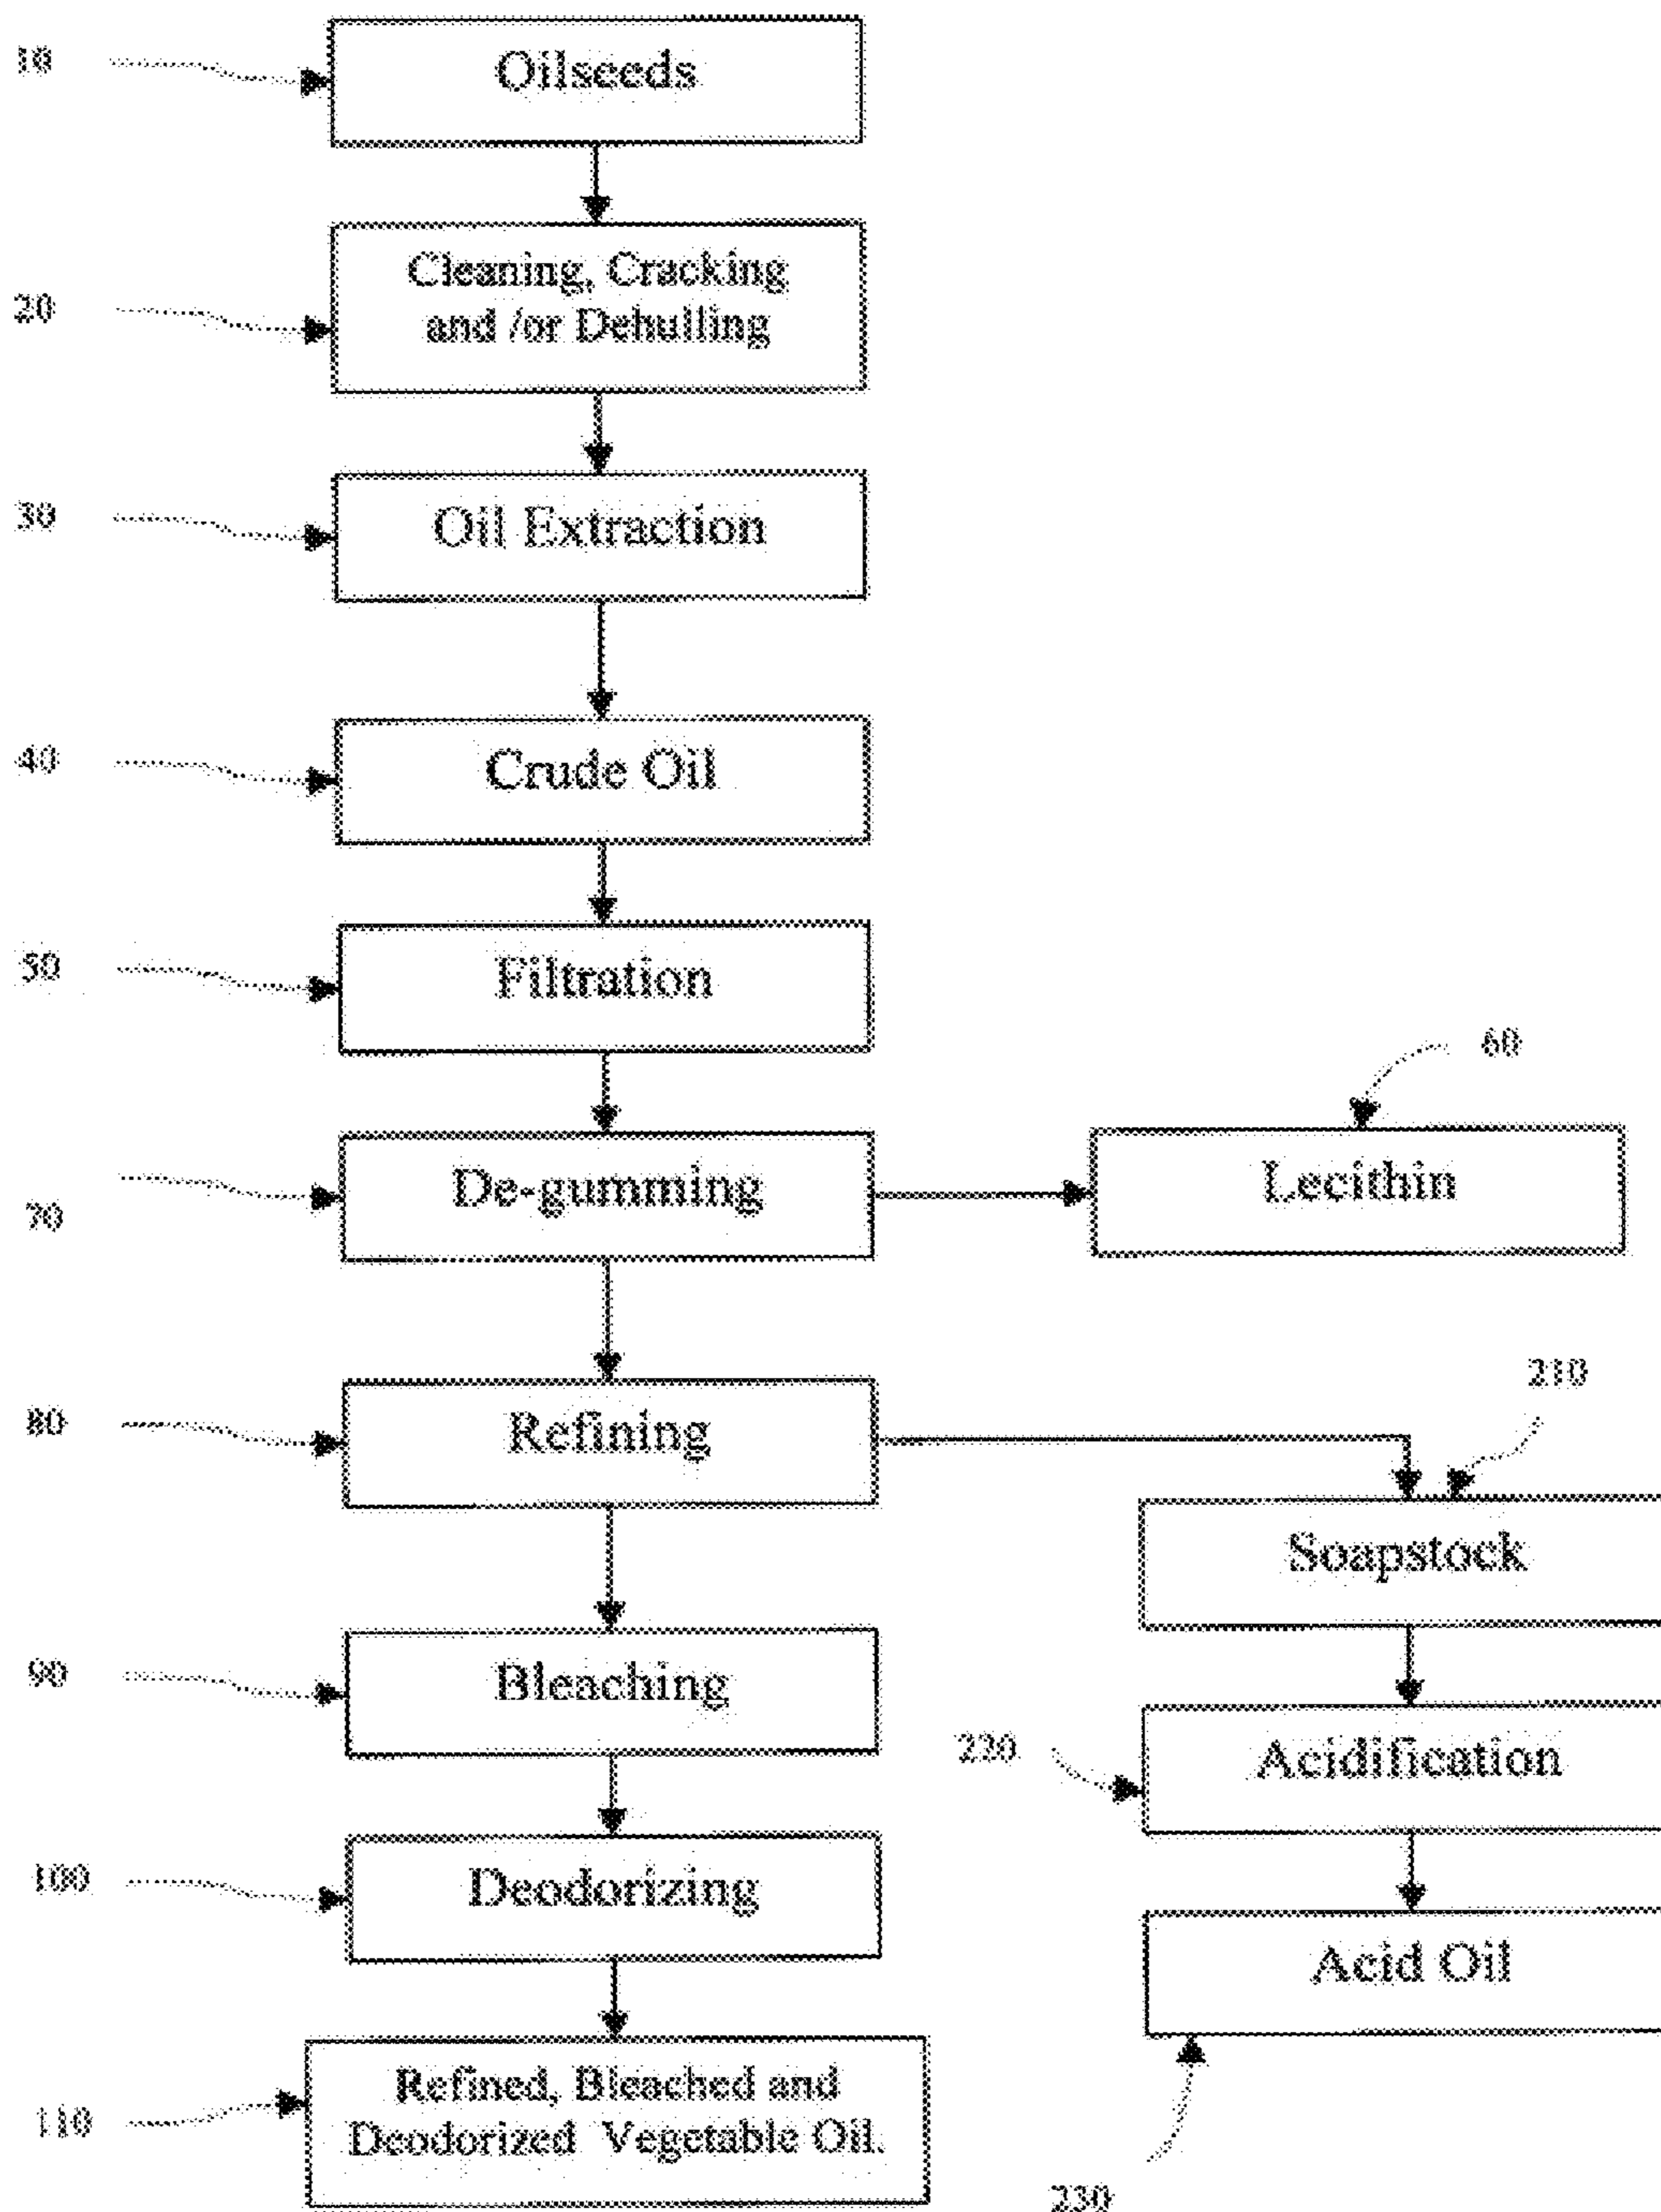 10
Oilseeds
20
Cleaning, Cracking
and /or Dehulling
30
Oil Extraction
40
Crude Oil
50
Filtration
60
70
De-gumming
Lecithin
80
Refining
210
Soapstock
90
Bleaching
220
Acidification
100
Deodorizing
Acid Oil
110
Refined, Bleached and
Deodorized Vegetable Oil.
230